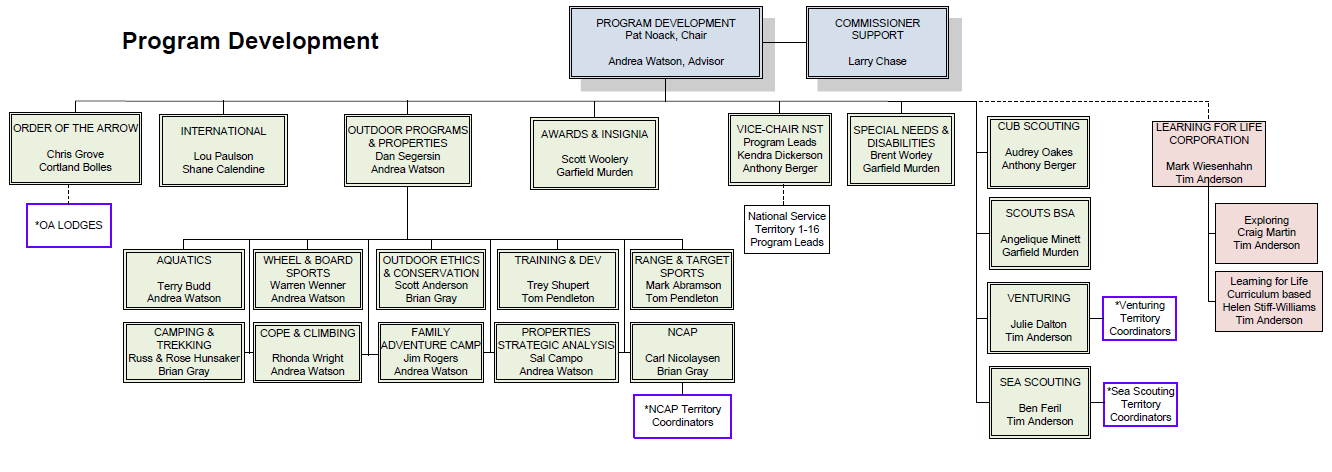 Program Development
PROGRAM DEVELOPMENT
Pat Noack, Chair
Andrea Watson, Advisor
COMMISSIONER
SUPPORT
Larry Chase
ORDER OF THE ARROW
Chris Grove
Cortland Bolles
*OA LODGES
INTERNATIONAL
Lou Paulson
Shane Calendine
OUTDOOR PROGRAMS
& PROPERTIES
Dan Segersin
Andrea Watson
AWARDS & INSIGNIA
Scott Woolery
Garfield Murden
VICE-CHAIR NST
Program Leads
Kendra Dickerson
Anthony Berger
National Service
Territory 1-16
Program Leads
SPECIAL NEEDS &
DISABILITIES
Brent Worley
Garfield Murden
CUB SCOUTING
Audrey Oakes
Anthony Berger
LEARNING FOR LIFE
CORPORATION
Mark Wiesenhahn
Tim Anderson
SCOUTS BSA
Angelique Minett
Garfield Murden
Exploring
Craig Martin
Tim Anderson
AQUATICS
Terry Budd
Andrea Watson
WHEEL & BOARD
SPORTS
Warren Wenner
Andrea Watson
OUTDOOR ETHICS
& CONSERVATION
Scott Anderson
Brian Gray
TRAINING & DEV
Trey Shupert
Tom Pendleton
RANGE & TARGET
SPORTS
Mark Abramson
Tom Pendleton
VENTURING
Julie Dalton
Tim Anderson
*Venturing
Territory
Coordinators
Learning for Life
Curriculum based
Helen Stiff-Williams
Tim Anderson
CAMPING &
TREKKING
Russ & Rose Hunsaker
Brian Gray
COPE & CLIMBING
Rhonda Wright
Andrea Watson
FAMILY
ADVENTURE CAMP
Jim Rogers
Andrea Watson
PROPERTIES
STRATEGIC ANALYSIS
Sal Campo
Andrea Watson
NCAP
Carl Nicolaysen
Brian Gray
*NCAP Territory
Coordinators
SEA SCOUTING
Ben Feril
Tim Anderson
*Sea Scouting
Territory
Coordinators